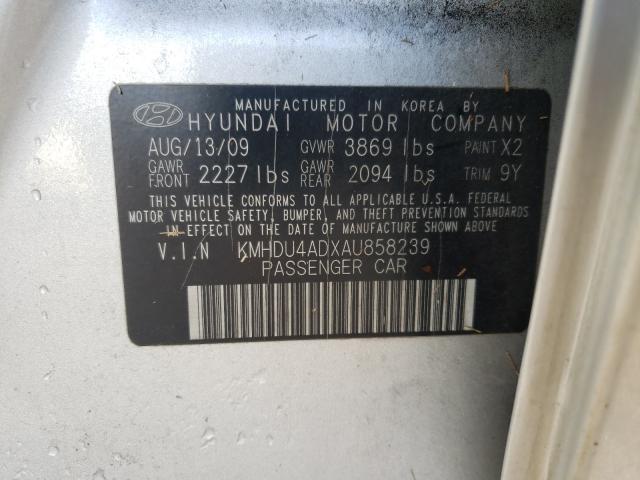 MANUFACTURED IN KOREA BY
HYUNDAI MOTOR COMPANY
AUG/13/09 GVWR 3869 lbs PAINT X2
GAWR FRONT 2227 lbs GAWR REAR 2094 lbs TRIM 9Y
THIS VEHICLE CONFORMS TO ALL APPLICABLE U.S.A. FEDERAL
MOTOR VEHICLE SAFETY, BUMPER, AND THEFT PREVENTION STANDARDS
IN EFFECT ON THE DATE OF MANUFACTURE SHOWN ABOVE.
V.I.N KMHDU4ADXAU858239
PASSENGER CAR